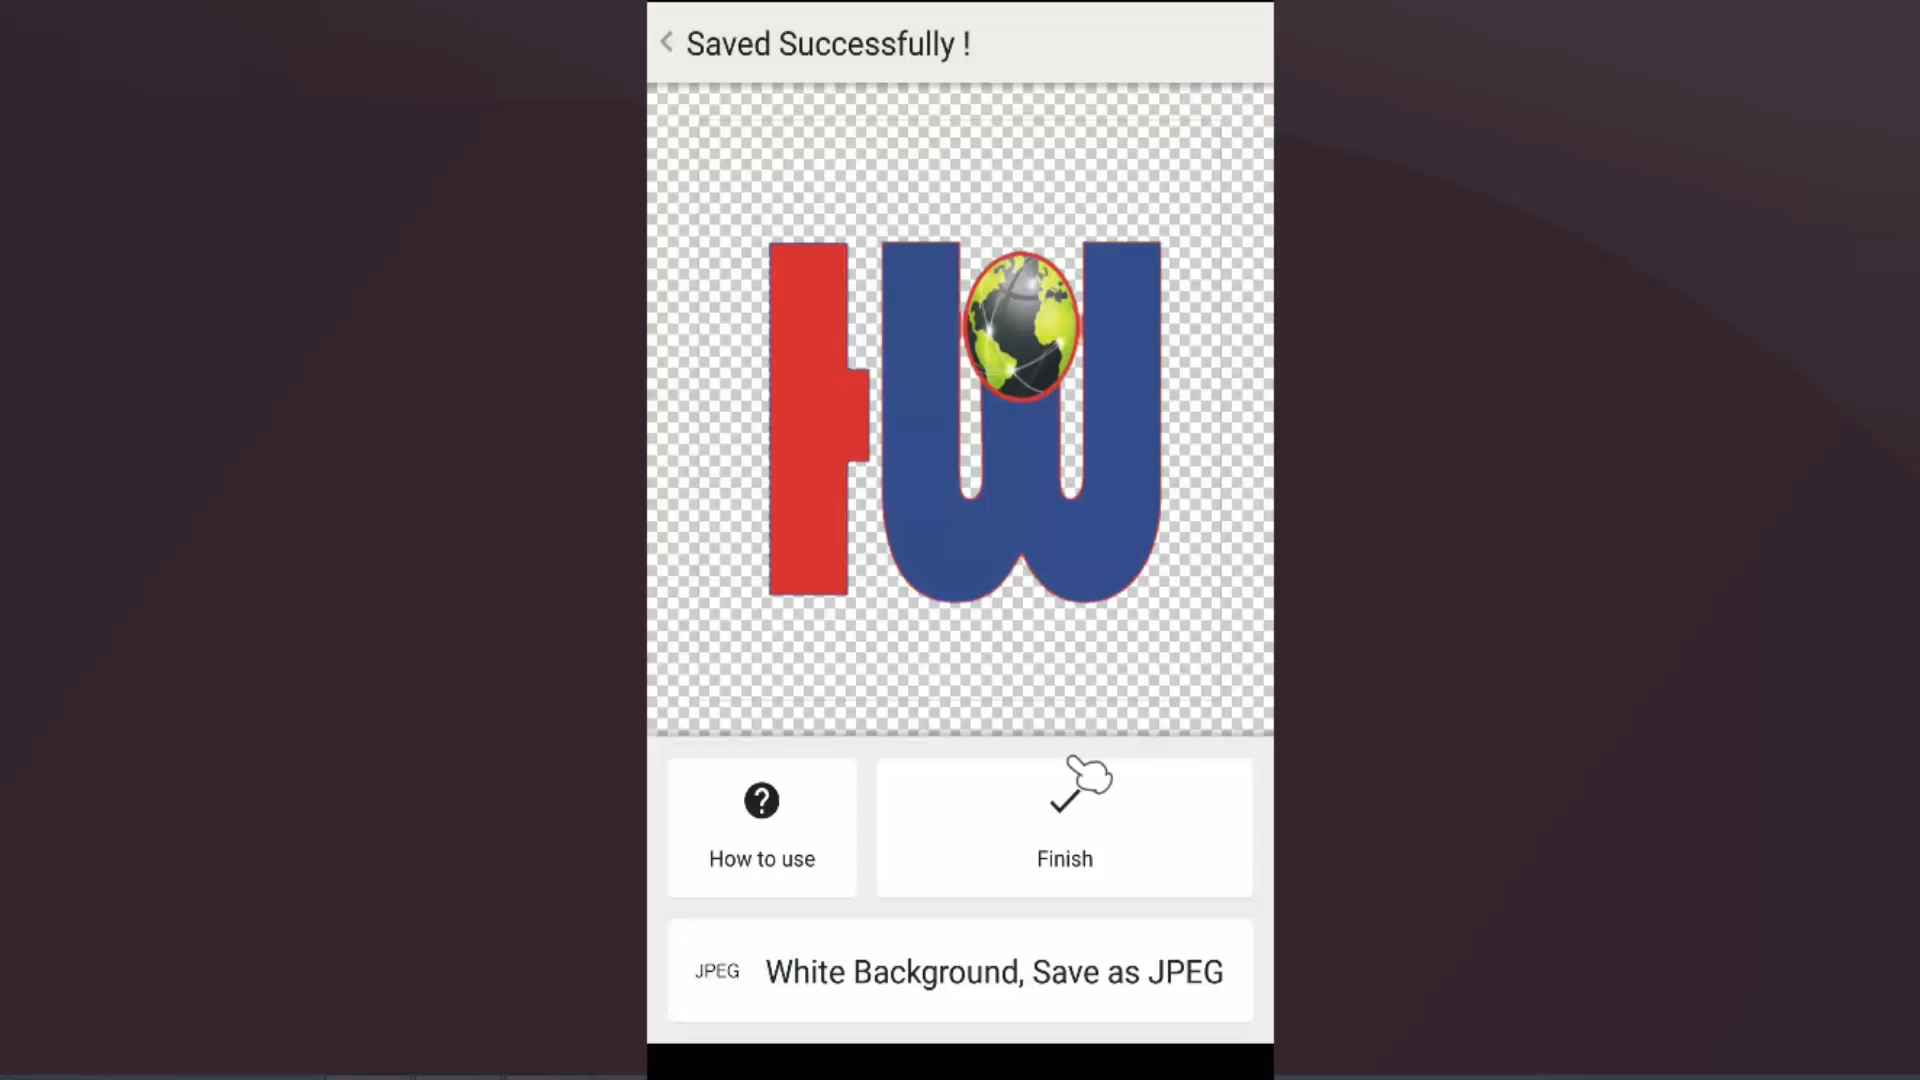 Saved Successfully !
How to use
Finish
JPEG White Background, Save as JPEG